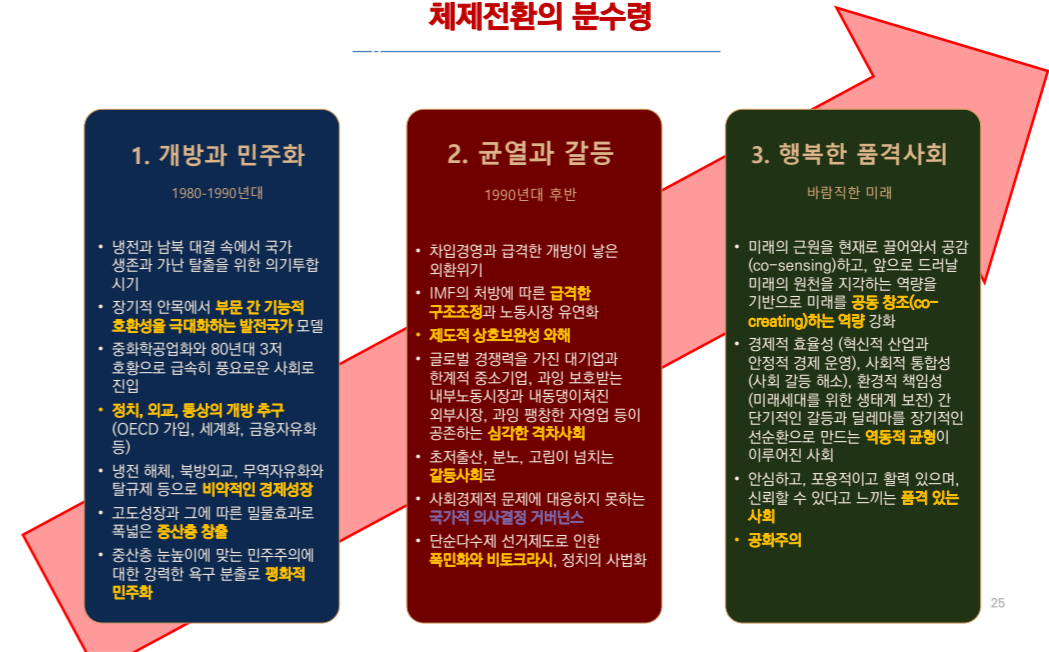 체제전환의 분수령
1. 개방과 민주화
1980-1990년대
• 냉전과 남북 대결 속에서 국가
생존과 가난 탈출을 위한 의기투합
시기
• 장기적 안목에서 부문 간 기능적
호환성을 극대화하는 발전국가 모델
• 중화학공업화와 80년대 3저
호황으로 급속히 풍요로운 사회로
진입
• 정치, 외교, 통상의 개방 추구
(OECD 가입, 세계화, 금융자유화
등)
• 냉전 해체, 북방외교, 무역자유화와
탈규제 등으로 비약적인 경제성장
• 고도성장과 그에 따른 밀물효과로
폭넓은 중산층 창출
• 중산층 눈높이에 맞는 민주주의에
대한 강력한 욕구 분출로 평화적
민주화
2. 균열과 갈등
1990년대 후반
• 차입경영과 급격한 개방이 낳은
외환위기
• IMF의 처방에 따른 급격한
구조조정과 노동시장 유연화
• 제도적 상호보완성 와해
• 글로벌 경쟁력을 가진 대기업과
한계적 중소기업, 과잉 보호받는
내부노동시장과 내동댕이쳐진
외부시장, 과잉 팽창한 자영업 등이
공존하는 심각한 격차사회
• 초저출산, 분노, 고립이 넘치는
갈등사회로
• 사회경제적 문제에 대응하지 못하는
국가적 의사결정 거버넌스
• 단순다수제 선거제도로 인한
폭민화와 비토크라시, 정치의 사법화
3. 행복한 품격사회
바람직한 미래
• 미래의 근원을 현재로 끌어와서 공감
(co-sensing)하고, 앞으로 드러날
미래의 원천을 지각하는 역량을
기반으로 미래를 공동 창조(co-
creating)하는 역량 강화
• 경제적 효율성 (혁신적 산업과
안정적 경제 운영), 사회적 통합성
(사회 갈등 해소), 환경적 책임성
(미래세대를 위한 생태계 보전) 간
단기적인 갈등과 딜레마를 장기적인
선순환으로 만드는 역동적 균형이
이루어진 사회
• 안심하고, 포용적이고 활력 있으며,
신뢰할 수 있다고 느끼는 품격 있는
사회
• 공화주의
25